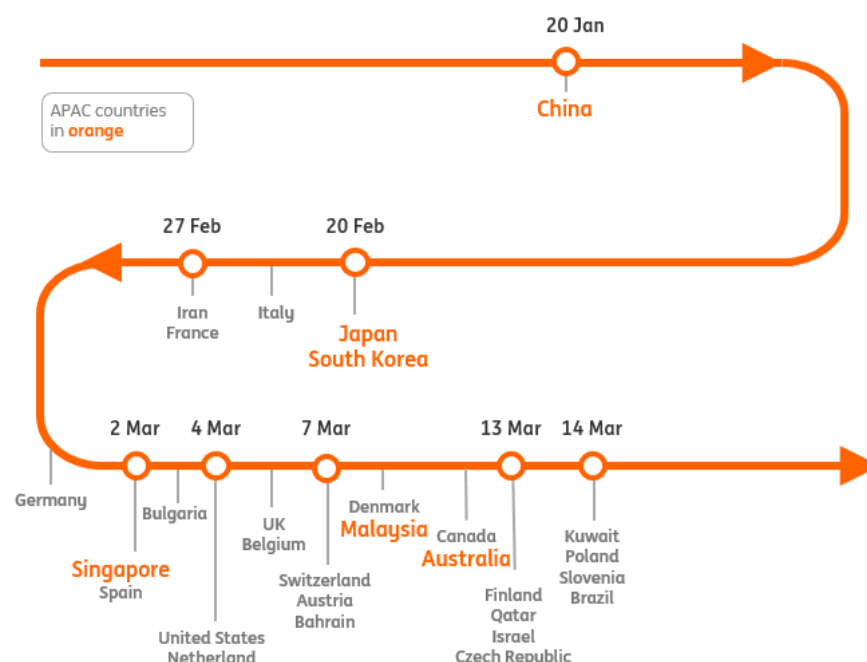 20 Jan
China
APAC countries
in orange
27 Feb
20 Feb
Iran
France
Italy
Japan
South Korea
2 Mar
4 Mar
7 Mar
13 Mar
14 Mar
Germany
Singapore
Spain
Bulgaria
United States
Netherland
UK
Belgium
Switzerland
Austria
Bahrain
Denmark
Malaysia
Canada
Australia
Finland
Qatar
Israel
Czech Republic
Kuwait
Poland
Slovenia
Brazil